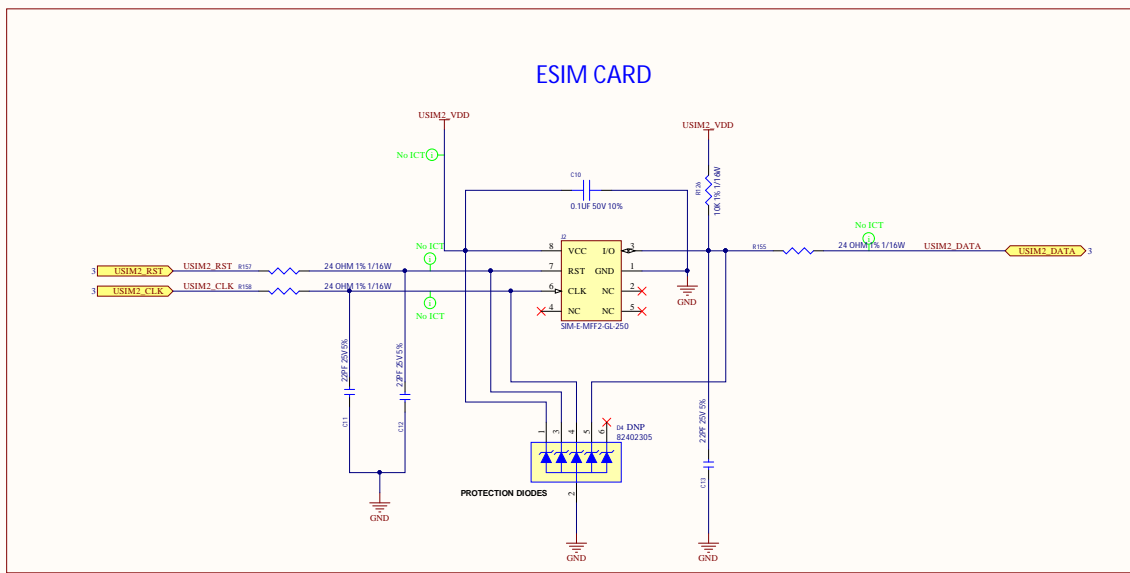 ESIM CARD
USIM2_VDD
USIM2_VDD
No ICT
i
C10
0.1UF 50V 10%
R126
10K 1% 1/16W
J2
No ICT
i
8 VCC I/O 3
7 RST GND 1
6 CLK NC 2
4 NC NC 5
SIM-E-MFF2-GL-250
R155
24 OHM 1% 1/16W
No ICT
i
USIM2_DATA
USIM2_DATA 3
3 USIM2_RST
USIM2_RST R157
24 OHM 1% 1/16W
3 USIM2_CLK
USIM2_CLK R158
24 OHM 1% 1/16W
i
No ICT
GND
22PF 25V 5%
C11
22PF 25V 5%
C12
GND
1 3 4 5 6
D4 DNP
82402305
2
PROTECTION DIODES
GND
22PF 25V 5%
C13
GND